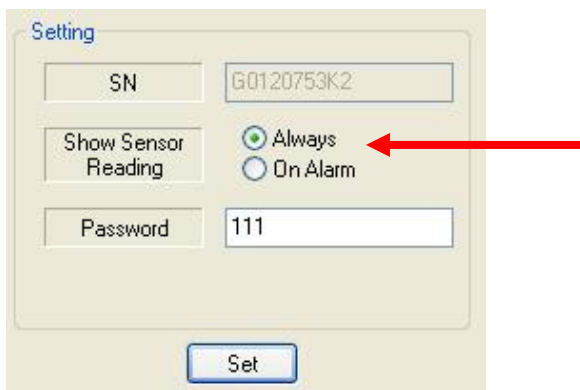 Setting
SN
G0120753K2
Show Sensor
Reading
Always
On Alarm
Password
111
Set